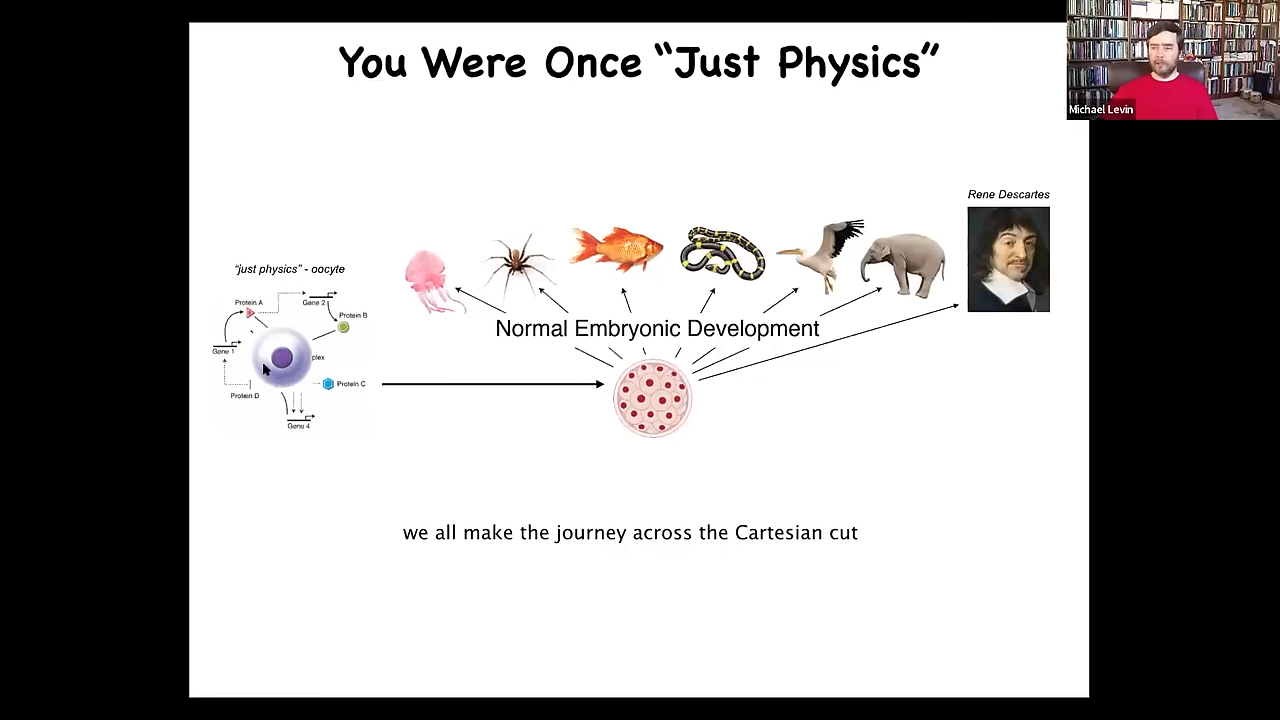 You Were Once “Just Physics”
Michael Levin
Rene Descartes
“just physics” - oocyte
Protein A
Gene 2
Protein B
Gene 1
plex
Protein C
Protein D
Gene 4
Normal Embryonic Development
we all make the journey across the Cartesian cut